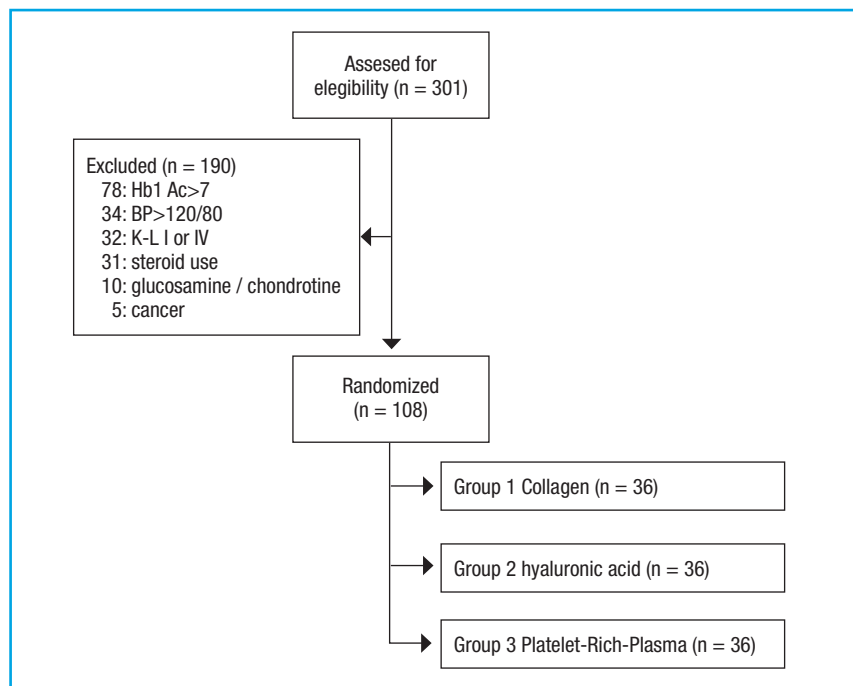 Assesed for
elegibility (n = 301)
Excluded (n = 190)
78: Hb1 Ac>7
34: BP>120/80
32: K-L I or IV
31: steroid use
10: glucosamine / chondrotine
5: cancer
Randomized
(n = 108)
Group 1 Collagen (n = 36)
Group 2 hyaluronic acid (n = 36)
Group 3 Platelet-Rich-Plasma (n = 36)